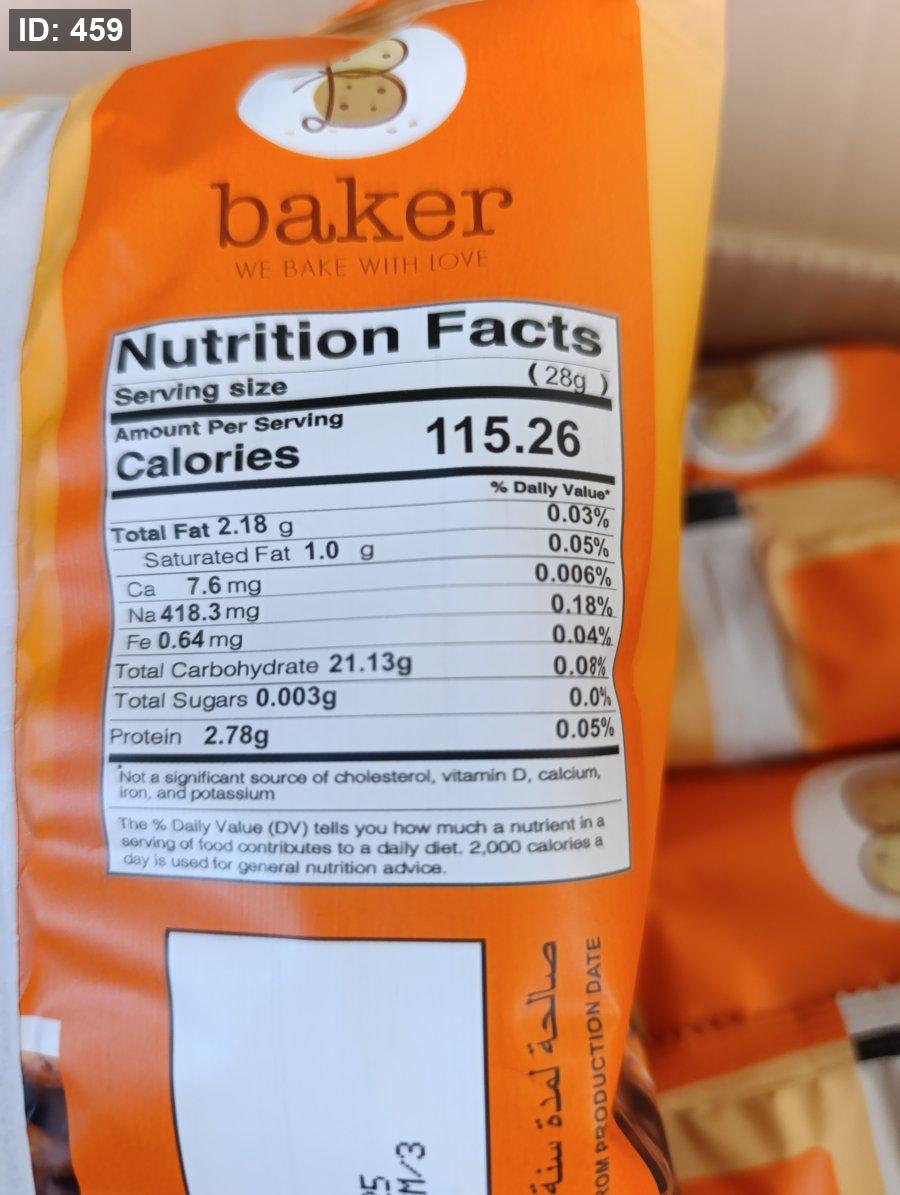 ID: 459
baker
WE BAKE WITH LOVE
Nutrition Facts
Serving size (28g)
Amount Per Serving
Calories 115.26
% Daily Value*
Total Fat 2.18 g 0.03%
Saturated Fat 1.0 g 0.05%
Ca 7.6 mg 0.006%
Na 418.3 mg 0.18%
Fe 0.64 mg 0.04%
Total Carbohydrate 21.13g 0.08%
Total Sugars 0.003g 0.0%
Protein 2.78g 0.05%
*Not a significant source of cholesterol, vitamin D, calcium,
iron, and potassium
The % Daily Value (DV) tells you how much a nutrient in a
serving of food contributes to a daily diet. 2,000 calories a
day is used for general nutrition advice.
صالحة لمدة سنة
PRODUCTION DATE
M/3